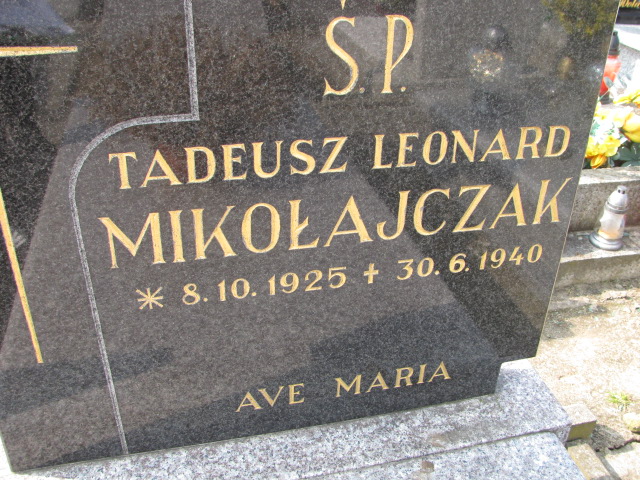 Ś.P.
TADEUSZ LEONARD
MIKOŁAJCZAK
* 8.10.1925 + 30.6.1940
AVE MARIA